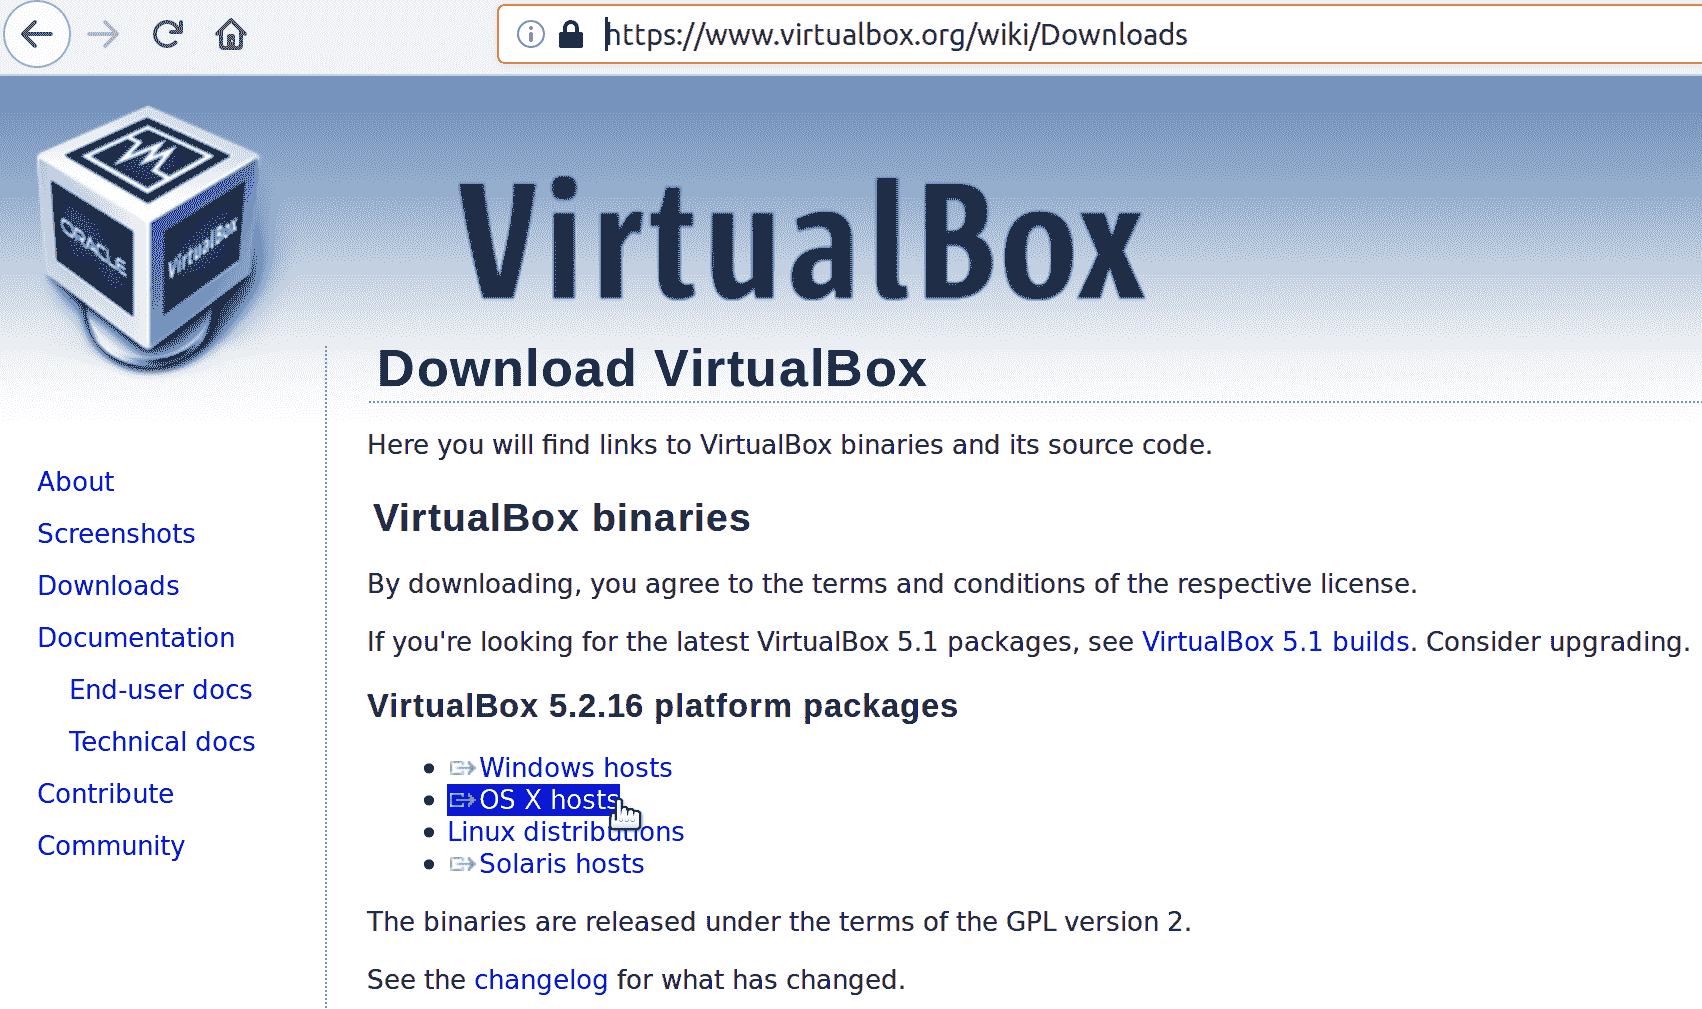 https://www.virtualbox.org/wiki/Downloads
ORACLE
VirtualBox
VirtualBox
Download VirtualBox
Here you will find links to VirtualBox binaries and its source code.
About
Screenshots
Downloads
Documentation
End-user docs
Technical docs
Contribute
Community
VirtualBox binaries
By downloading, you agree to the terms and conditions of the respective license.
If you're looking for the latest VirtualBox 5.1 packages, see VirtualBox 5.1 builds. Consider upgrading.
VirtualBox 5.2.16 platform packages
Windows hosts
OS X hosts
Linux distributions
Solaris hosts
The binaries are released under the terms of the GPL version 2.
See the changelog for what has changed.